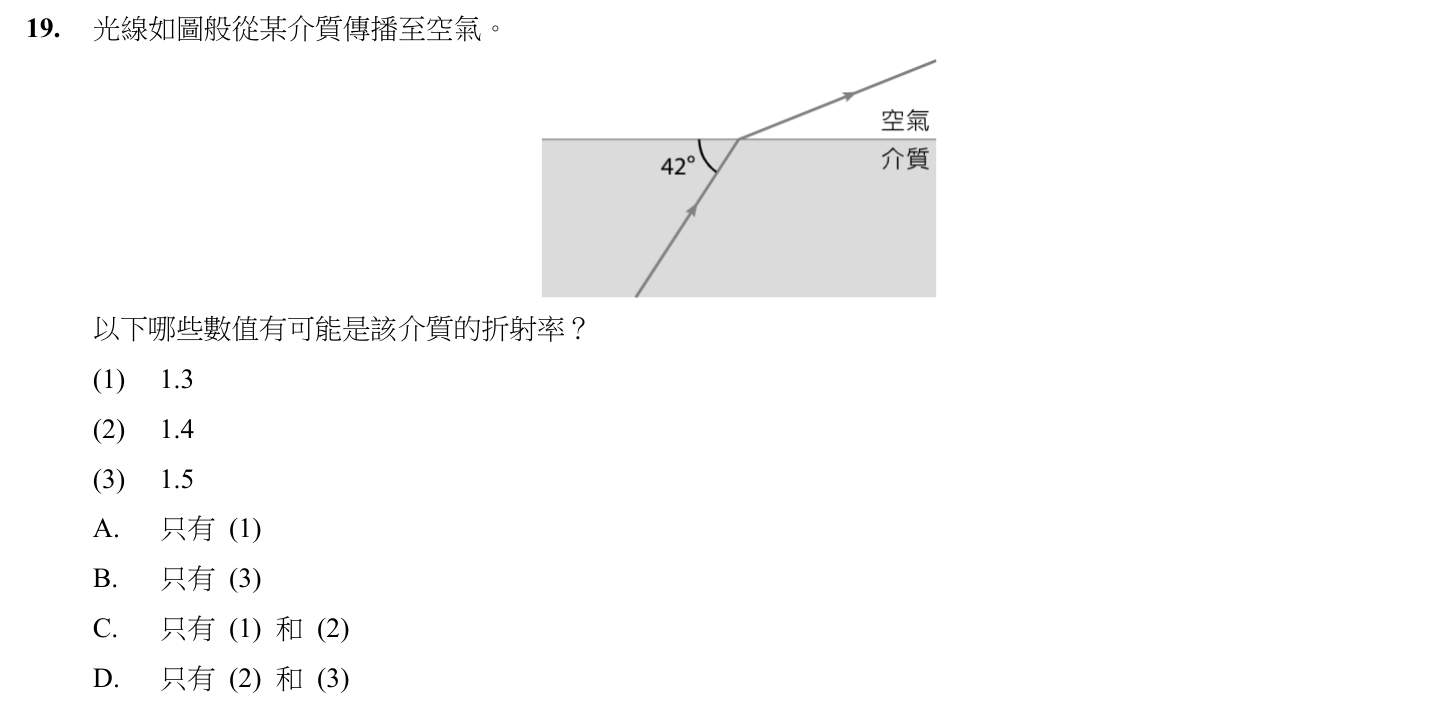 19. 光線如圖般從某介質傳播至空氣。
空氣
介質
42°
以下哪些數值有可能是該介質的折射率？
(1) 1.3
(2) 1.4
(3) 1.5
A. 只有 (1)
B. 只有 (3)
C. 只有 (1) 和 (2)
D. 只有 (2) 和 (3)